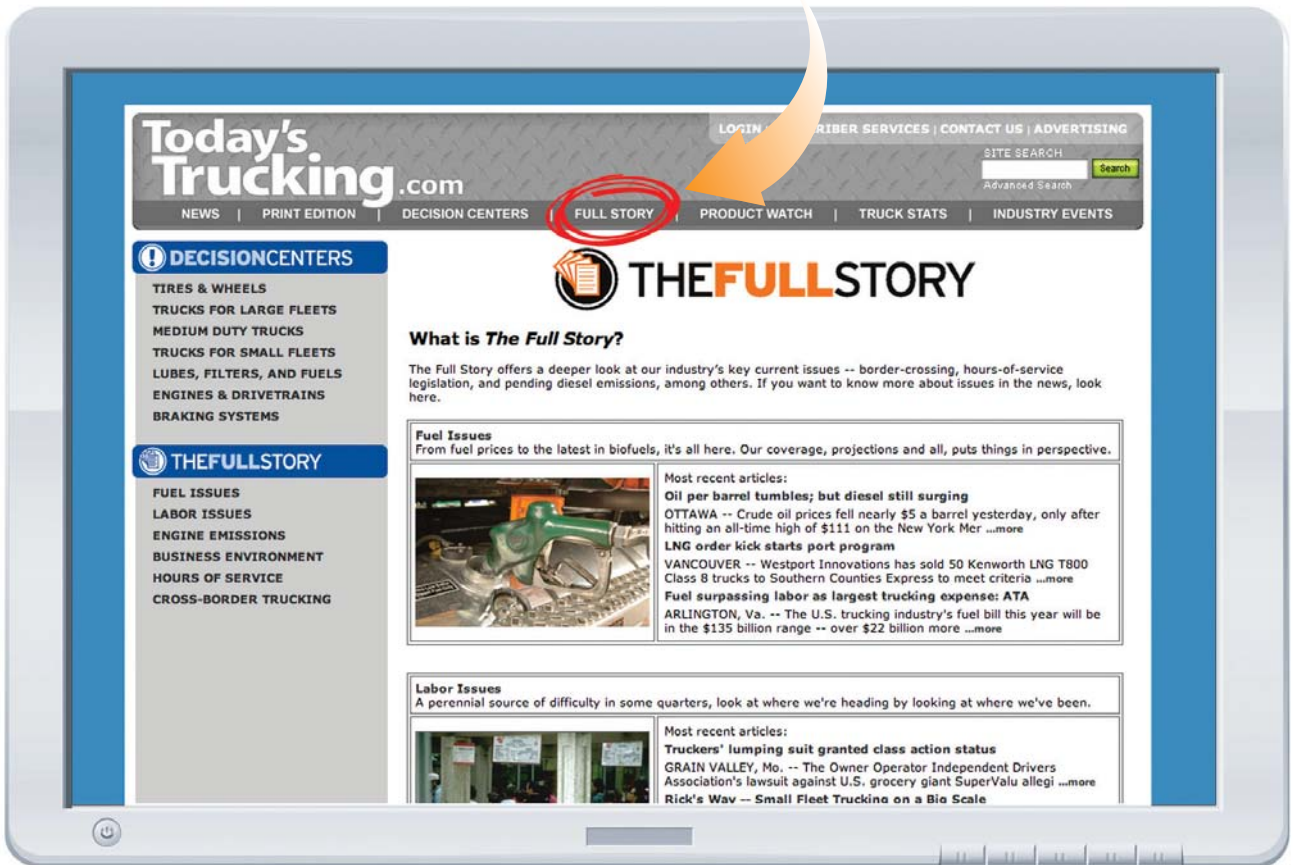 Today's
Trucking.com
LOGIN RIBER SERVICES | CONTACT US | ADVERTISING
SITE SEARCH
Search
Advanced Search
NEWS | PRINT EDITION | DECISION CENTERS | FULL STORY | PRODUCT WATCH | TRUCK STATS | INDUSTRY EVENTS
DECISIONCENTERS
TIRES & WHEELS
TRUCKS FOR LARGE FLEETS
MEDIUM DUTY TRUCKS
TRUCKS FOR SMALL FLEETS
LUBES, FILTERS, AND FUELS
ENGINES & DRIVETRAINS
BRAKING SYSTEMS
THEFULLSTORY
FUEL ISSUES
LABOR ISSUES
ENGINE EMISSIONS
BUSINESS ENVIRONMENT
HOURS OF SERVICE
CROSS-BORDER TRUCKING
THEFULLSTORY
What is The Full Story?
The Full Story offers a deeper look at our industry's key current issues -- border-crossing, hours-of-service
legislation, and pending diesel emissions, among others. If you want to know more about issues in the news, look
here.
Fuel Issues
From fuel prices to the latest in biofuels, it's all here. Our coverage, projections and all, puts things in perspective.
Most recent articles:
Oil per barrel tumbles; but diesel still surging
OTTAWA -- Crude oil prices fell nearly $5 a barrel yesterday, only after
hitting an all-time high of $111 on the New York Mer ...more
LNG order kick starts port program
VANCOUVER -- Westport Innovations has sold 50 Kenworth LNG T800
Class 8 trucks to Southern Counties Express to meet criteria ...more
Fuel surpassing labor as largest trucking expense: ATA
ARLINGTON, Va. -- The U.S. trucking industry's fuel bill this year will be
in the $135 billion range -- over $22 billion more ...more
Labor Issues
A perennial source of difficulty in some quarters, look at where we're heading by looking at where we've been.
Most recent articles:
Truckers' lumping suit granted class action status
GRAIN VALLEY, Mo. -- The Owner Operator Independent Drivers
Association's lawsuit against U.S. grocery giant SuperValu allegi ...more
Rick's Way -- Small Fleet Trucking on a Big Scale